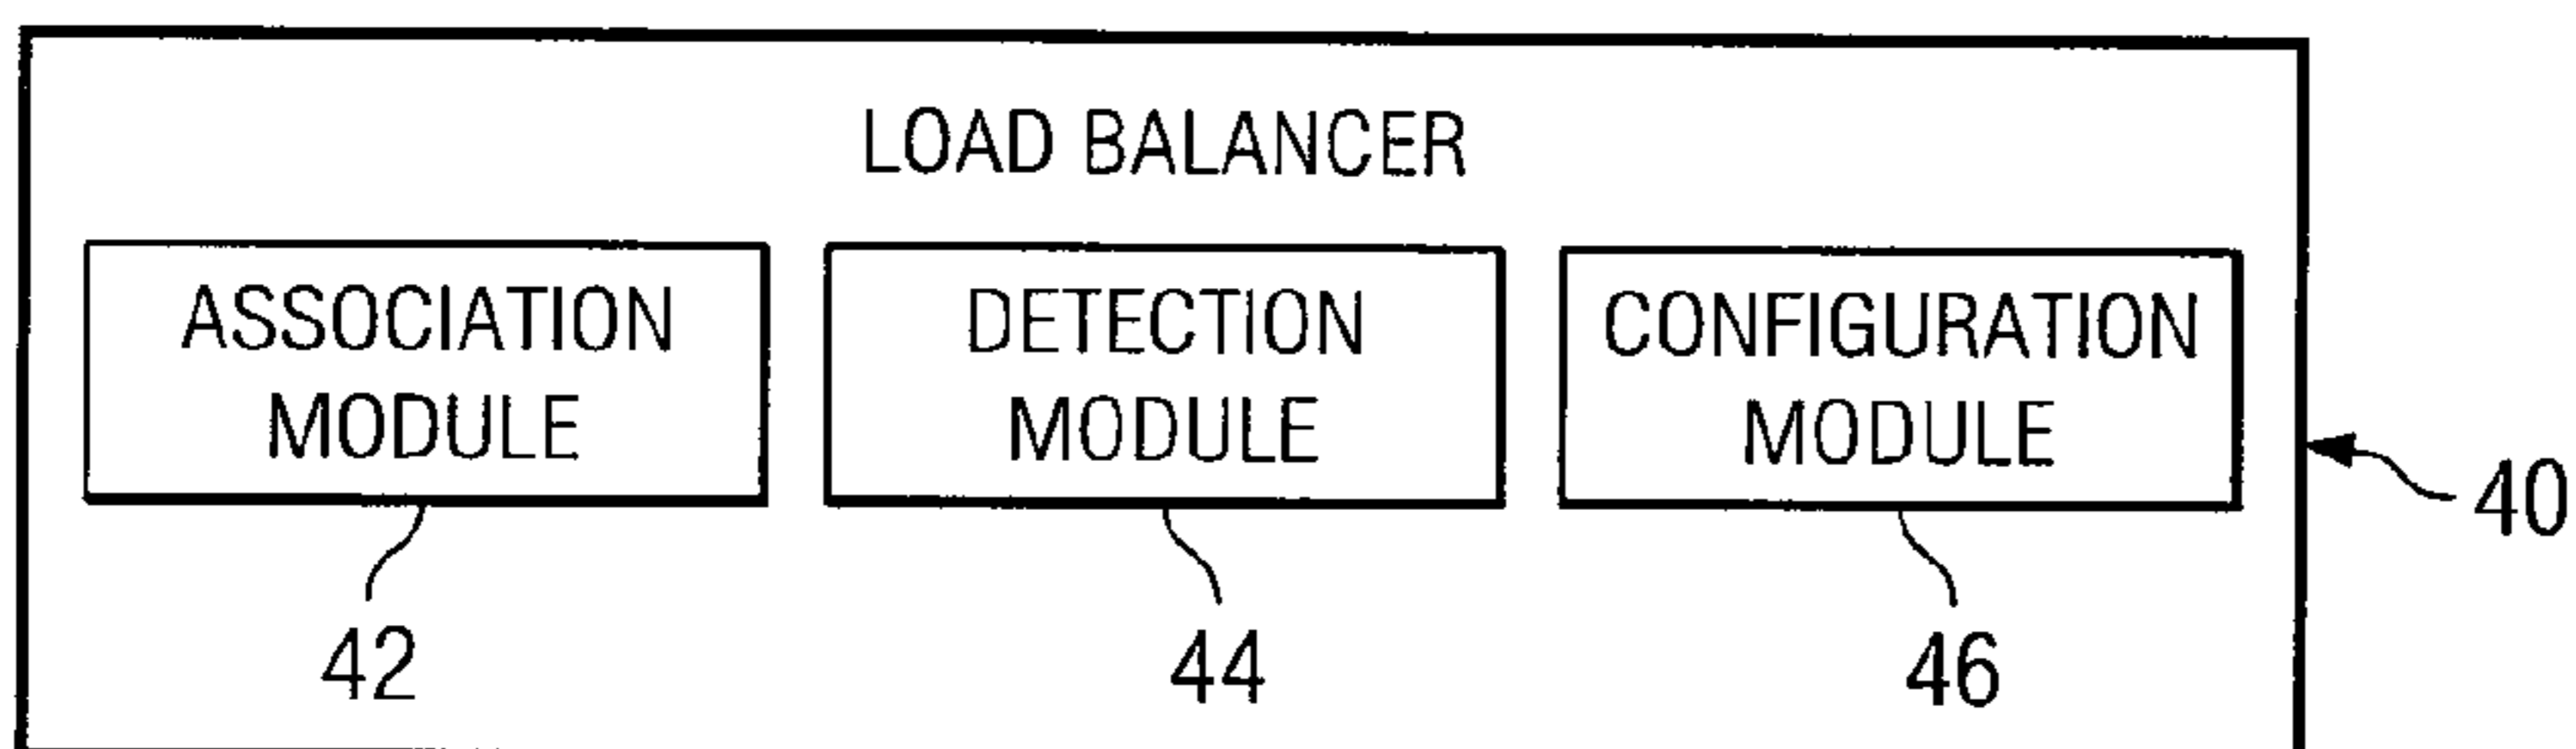 LOAD BALANCER
ASSOCIATION
MODULE
DETECTION
MODULE
CONFIGURATION
MODULE
40
42
44
46